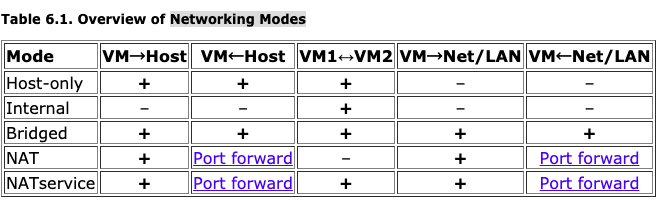 Table 6.1. Overview of Networking Modes
Mode VM→Host VM←Host VM1↔VM2 VM→Net/LAN VM←Net/LAN
Host-only + + + – –
Internal – – + – –
Bridged + + + + +
NAT + Port forward – + Port forward
NATservice + Port forward + + Port forward